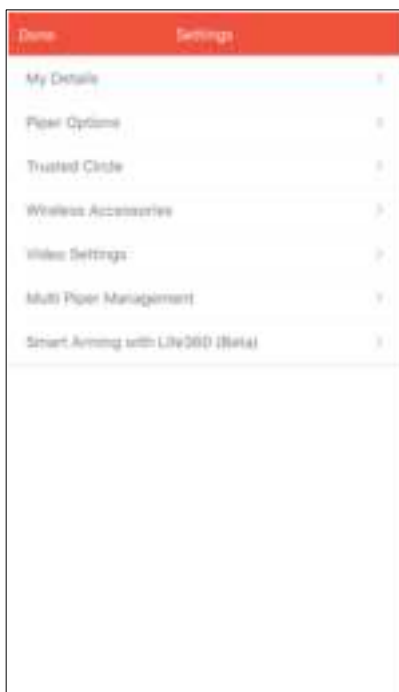 Done Settings
My Details
Piper Options
Trusted Circle
Wireless Accessories
Video Settings
Multi Piper Management
Smart Arming with Life360 (Beta)